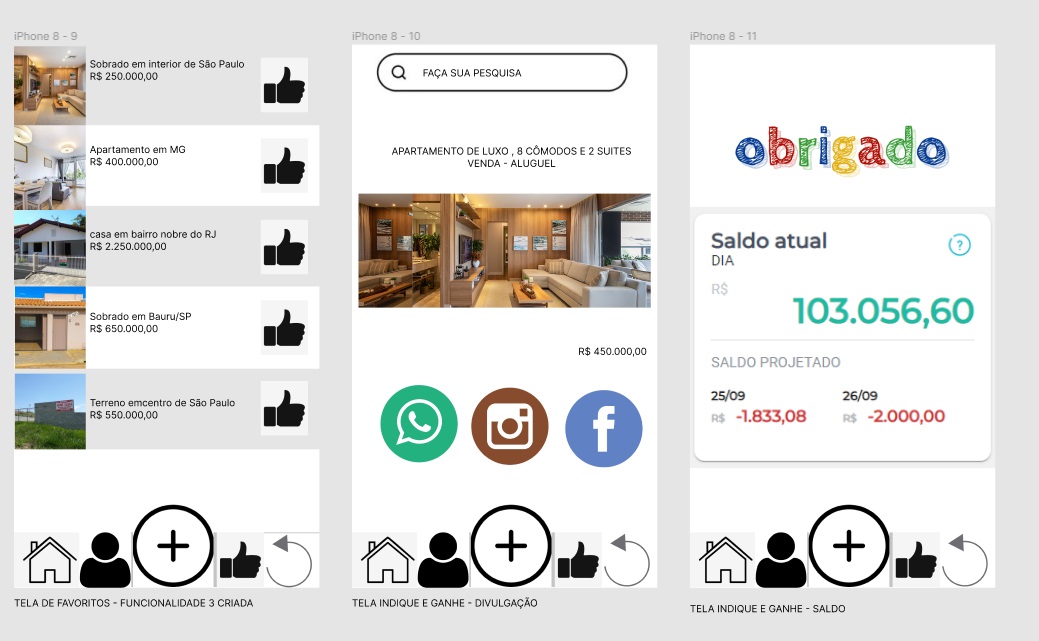 iPhone 8 - 9
Sobrado em interior de São Paulo
R$ 250.000,00
Apartamento em MG
R$ 400.000,00
casa em bairro nobre do RJ
R$ 2.250.000,00
Sobrado em Bauru/SP
R$ 650.000,00
Terreno emcentro de São Paulo
R$ 550.000,00
TELA DE FAVORITOS - FUNCIONALIDADE 3 CRIADA
iPhone 8 - 10
FAÇA SUA PESQUISA
APARTAMENTO DE LUXO , 8 CÔMODOS E 2 SUITES
VENDA - ALUGUEL
R$ 450.000,00
TELA INDIQUE E GANHE - DIVULGAÇÃO
iPhone 8 - 11
obrigado
Saldo atual
DIA
R$
103.056,60
SALDO PROJETADO
25/09 26/09
R$ -1.833,08 R$ -2.000,00
TELA INDIQUE E GANHE - SALDO